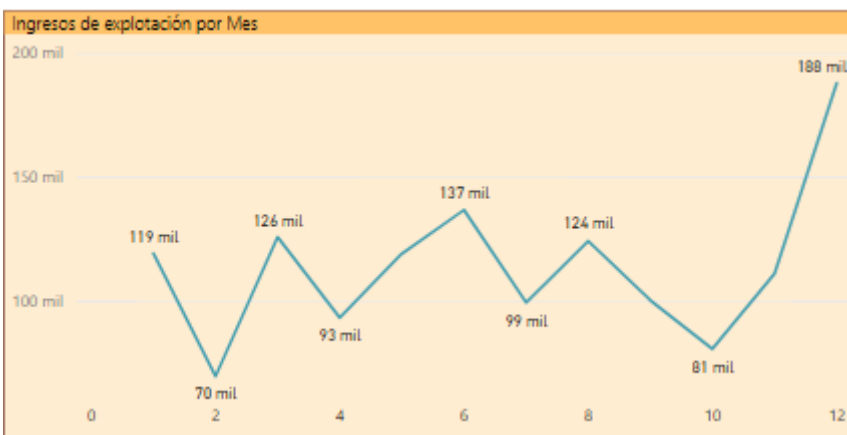 Ingresos de explotación por Mes
200 mil
188 mil
150 mil
137 mil
126 mil
124 mil
119 mil
100 mil
99 mil
93 mil
81 mil
70 mil
0 2 4 6 8 10 12